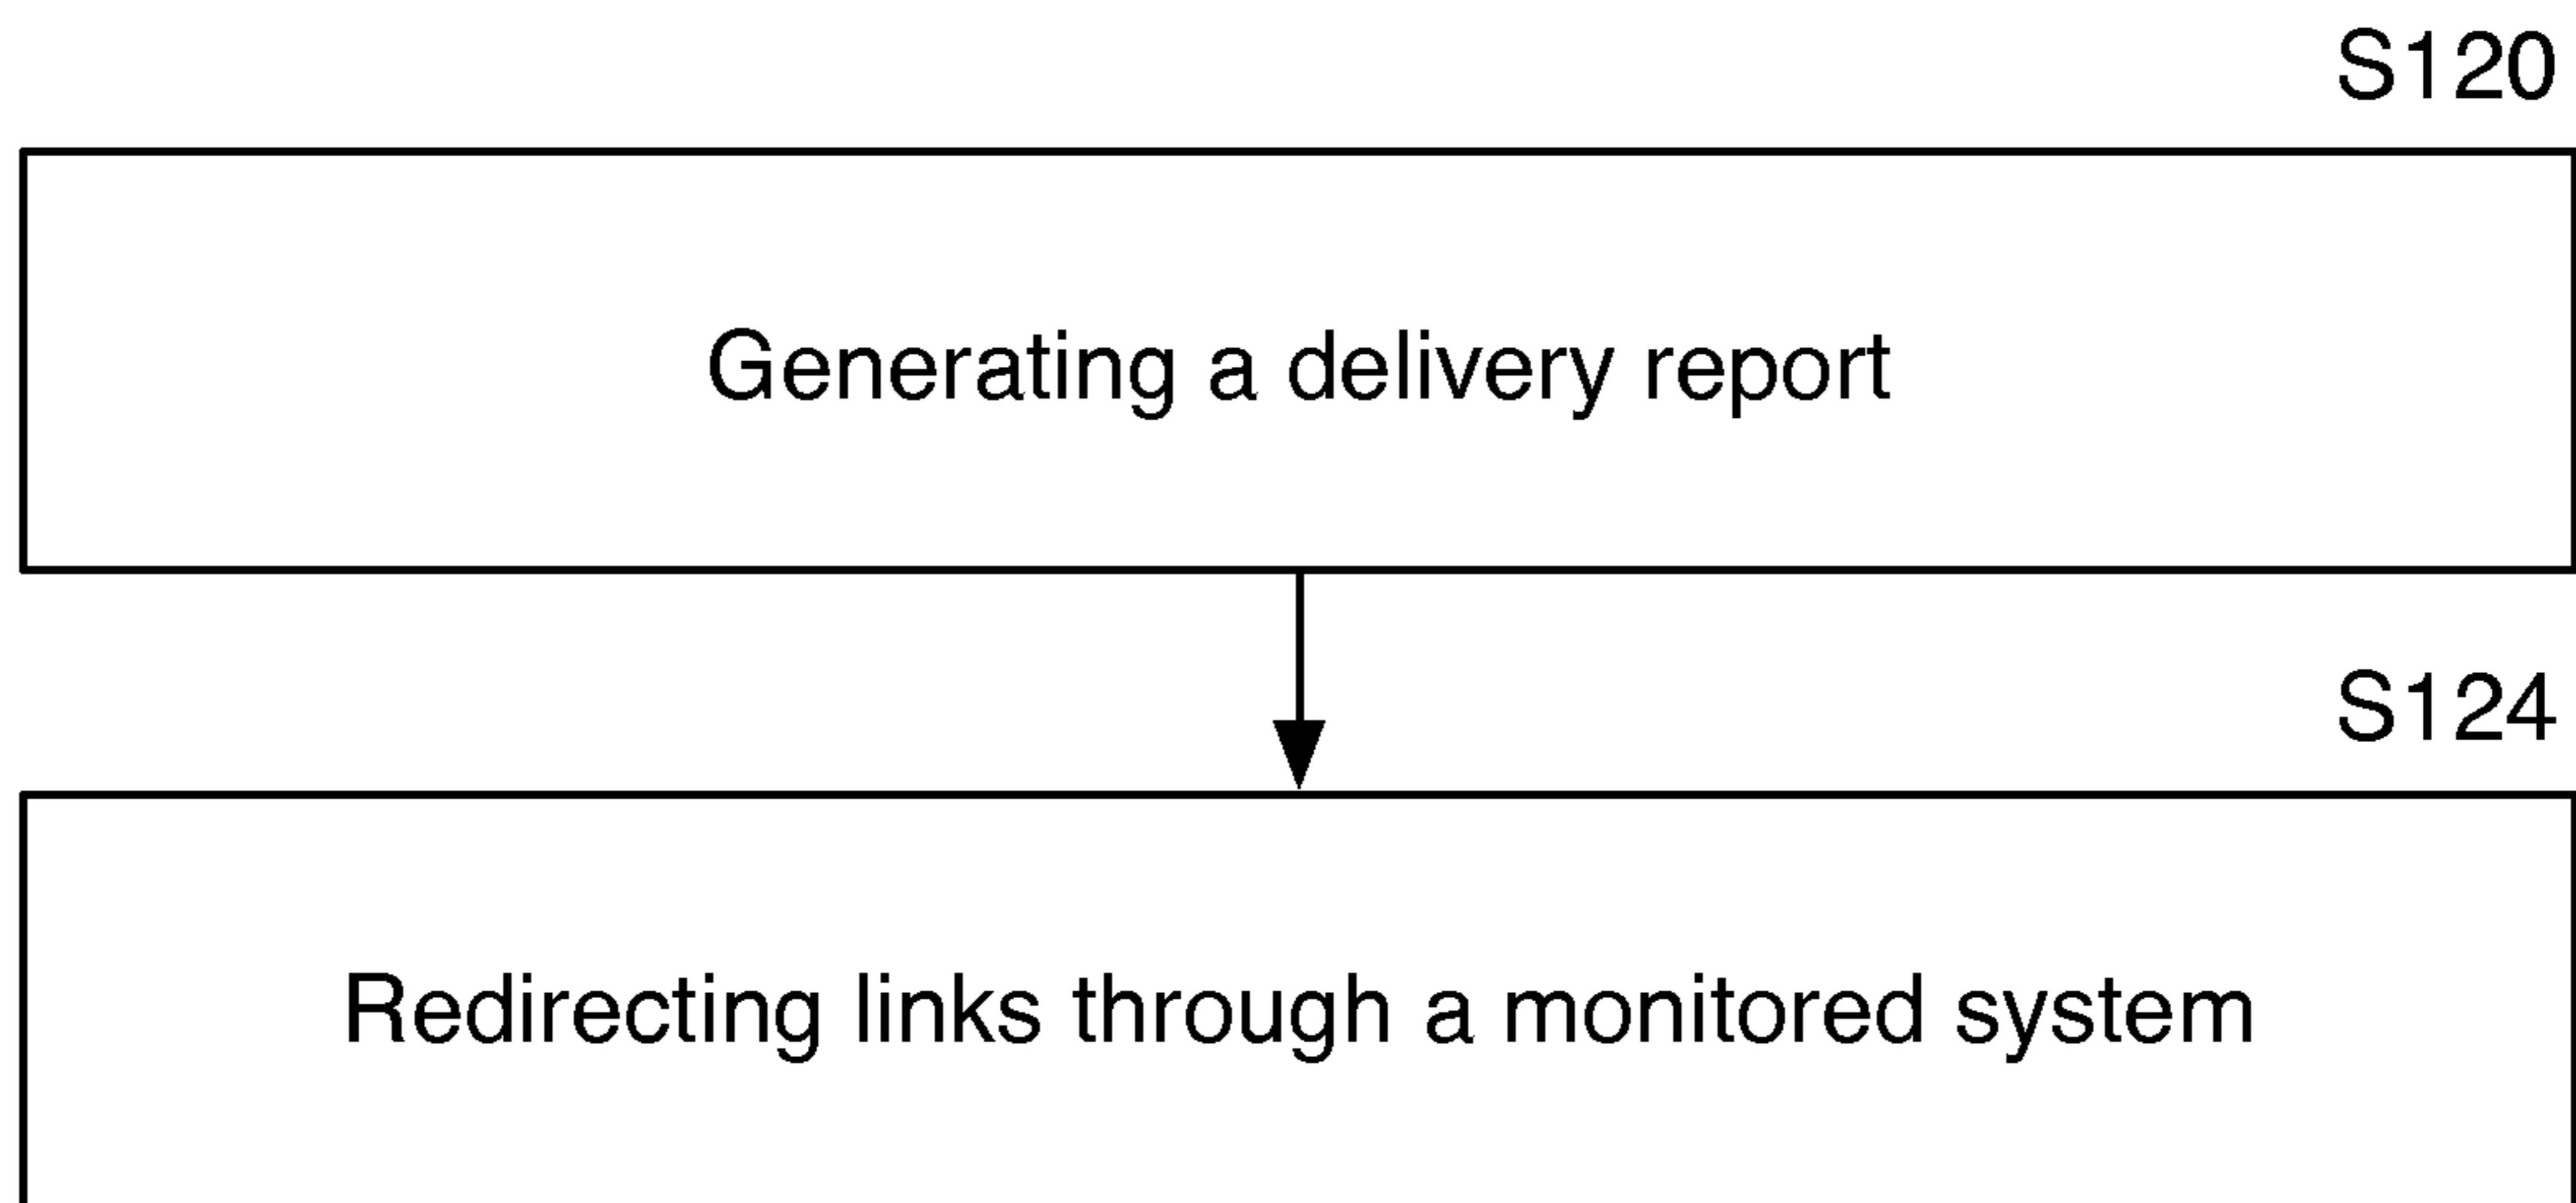 S120
Generating a delivery report
S124
Redirecting links through a monitored system